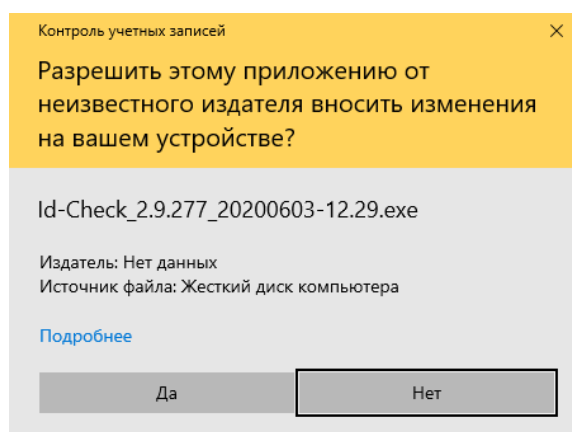 Контроль учетных записей
Разрешить этому приложению от
неизвестного издателя вносить изменения
на вашем устройстве?
Id-Check_2.9.277_20200603-12.29.exe
Издатель: Нет данных
Источник файла: Жесткий диск компьютера
Подробнее
Да
Нет